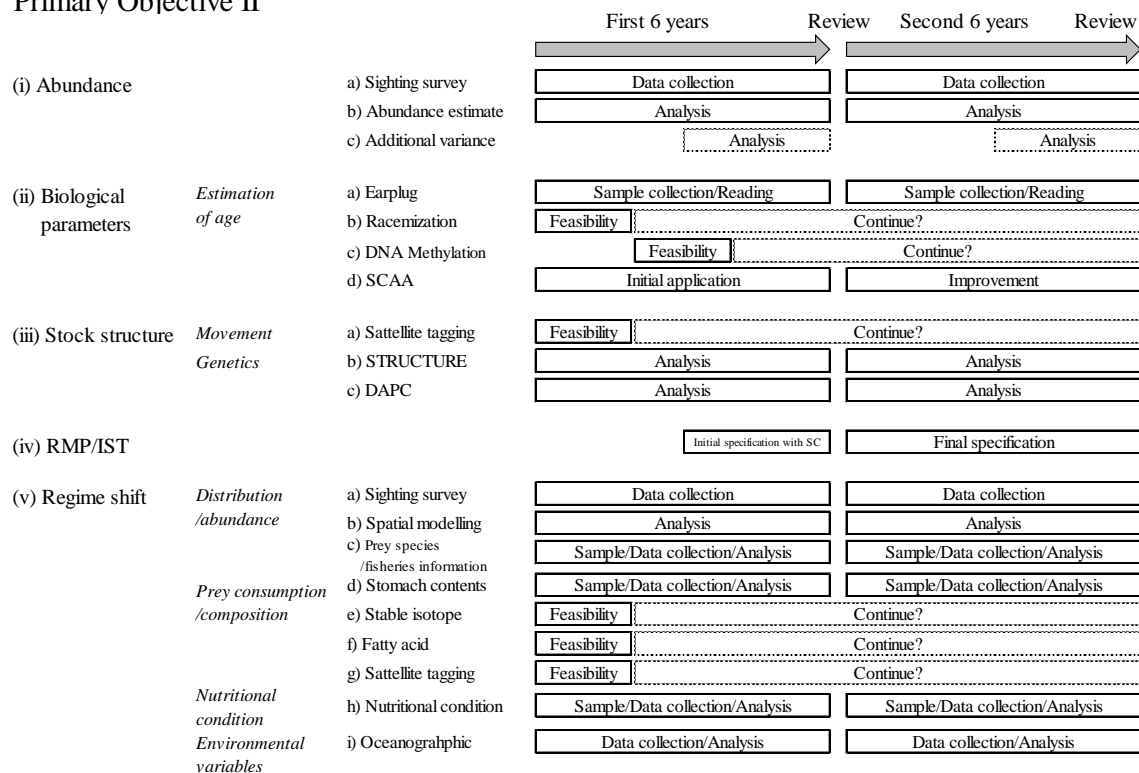 Primary Objective II
First 6 years Review Second 6 years Review
(i) Abundance a) Sighting survey Data collection Data collection
b) Abundance estimate Analysis Analysis
c) Additional variance Analysis Analysis
(ii) Biological Estimation a) Earplug Sample collection/Reading Sample collection/Reading
parameters of age b) Racemization Feasibility Continue?
c) DNA Methylation Feasibility Continue?
d) SCAA Initial application Improvement
(iii) Stock structure Movement a) Sattellite tagging Feasibility Continue?
Genetics b) STRUCTURE Analysis Analysis
c) DAPC Analysis Analysis
(iv) RMP/IST Initial specification with SC Final specification
(v) Regime shift Distribution a) Sighting survey Data collection Data collection
/abundance b) Spatial modelling Analysis Analysis
c) Prey species Sample/Data collection/Analysis Sample/Data collection/Analysis
/fisheries information
Prey consumption d) Stomach contents Sample/Data collection/Analysis Sample/Data collection/Analysis
/composition e) Stable isotope Feasibility Continue?
f) Fatty acid Feasibility Continue?
g) Sattellite tagging Feasibility Continue?
Nutritional h) Nutritional condition Sample/Data collection/Analysis Sample/Data collection/Analysis
condition
Environmental i) Oceanograhphic Data collection/Analysis Data collection/Analysis
variables